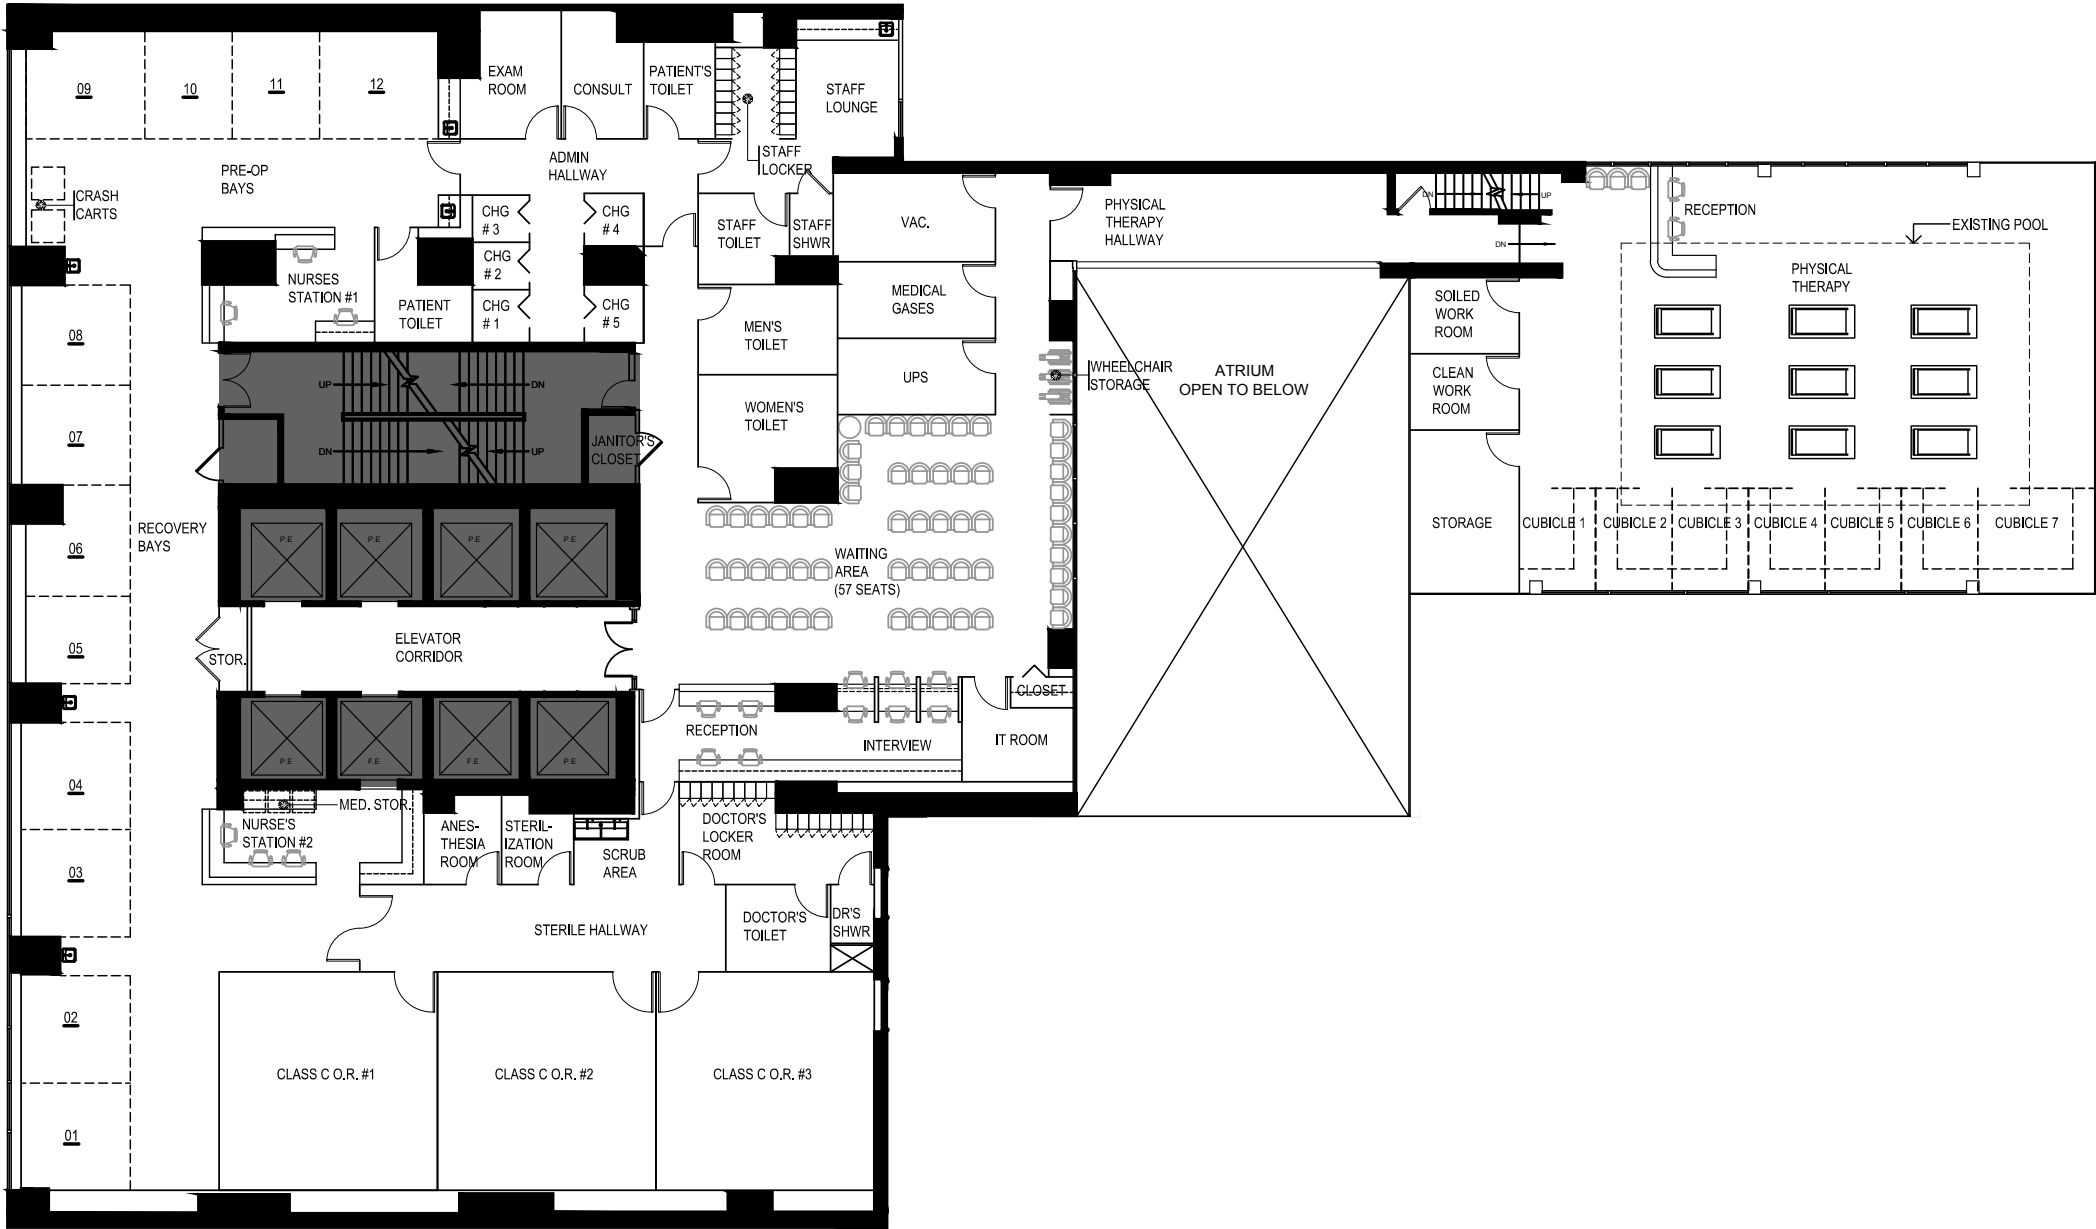 09
10
11
12
EXAM
ROOM
CONSULT
PATIENT'S
TOILET
STAFF
LOUNGE
STAFF
LOCKER
PRE-OP
BAYS
ADMIN
HALLWAY
CRASH
CARTS
CHG
# 3
CHG
# 4
CHG
# 2
CHG
# 1
CHG
# 5
STAFF
TOILET
STAFF
SHWR
VAC.
PHYSICAL
THERAPY
HALLWAY
DN
UP
DN
RECEPTION
EXISTING POOL
PHYSICAL
THERAPY
NURSES
STATION #1
PATIENT
TOILET
MEDICAL
GASES
SOILED
WORK
ROOM
08
MEN'S
TOILET
UP
DN
UPS
WHEELCHAIR
STORAGE
ATRIUM
OPEN TO BELOW
CLEAN
WORK
ROOM
07
WOMEN'S
TOILET
DN
UP
JANITOR'S
CLOSET
RECOVERY
BAYS
06
P.E
P.E
P.E
P.E
WAITING
AREA
(57 SEATS)
STORAGE
CUBICLE 1
CUBICLE 2
CUBICLE 3
CUBICLE 4
CUBICLE 5
CUBICLE 6
CUBICLE 7
05
STOR.
ELEVATOR
CORRIDOR
CLOSET
RECEPTION
INTERVIEW
IT ROOM
04
P.E
F.E
F.E
P.E
MED. STOR.
NURSE'S
STATION #2
ANES-
THESIA
ROOM
STERIL-
IZATION
ROOM
SCRUB
AREA
DOCTOR'S
LOCKER
ROOM
03
STERILE HALLWAY
DOCTOR'S
TOILET
DR'S
SHWR
02
CLASS C O.R. #1
CLASS C O.R. #2
CLASS C O.R. #3
01